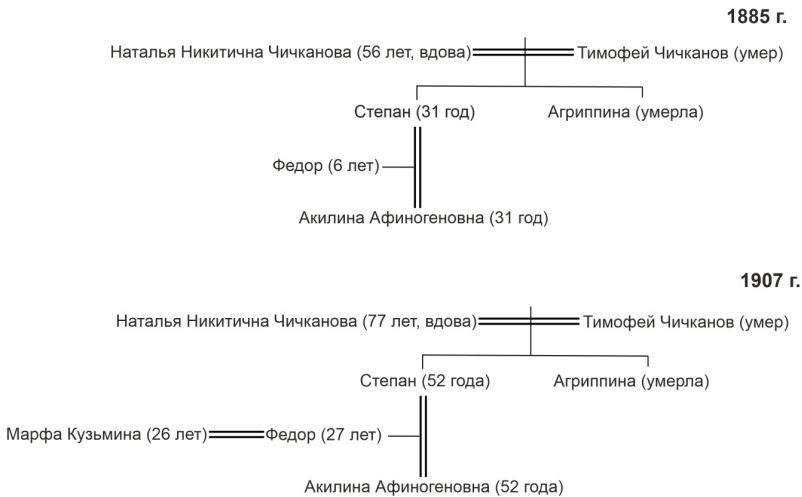 1885 г.
Наталья Никитична Чичканова (56 лет, вдова) Тимофей Чичканов (умер)
Степан (31 год) Агриппина (умерла)
Федор (6 лет)
Акилина Афиногеновна (31 год)
1907 г.
Наталья Никитична Чичканова (77 лет, вдова) Тимофей Чичканов (умер)
Степан (52 года) Агриппина (умерла)
Марфа Кузьмина (26 лет) Федор (27 лет)
Акилина Афиногеновна (52 года)